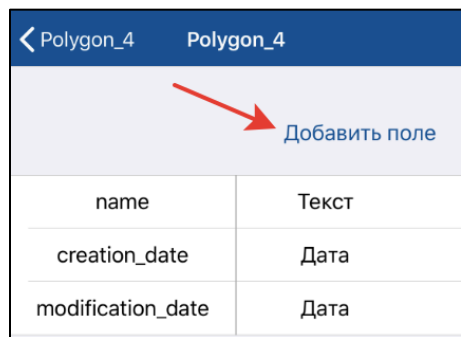 Polygon_4 Polygon_4
Добавить поле
name Текст
creation_date Дата
modification_date Дата